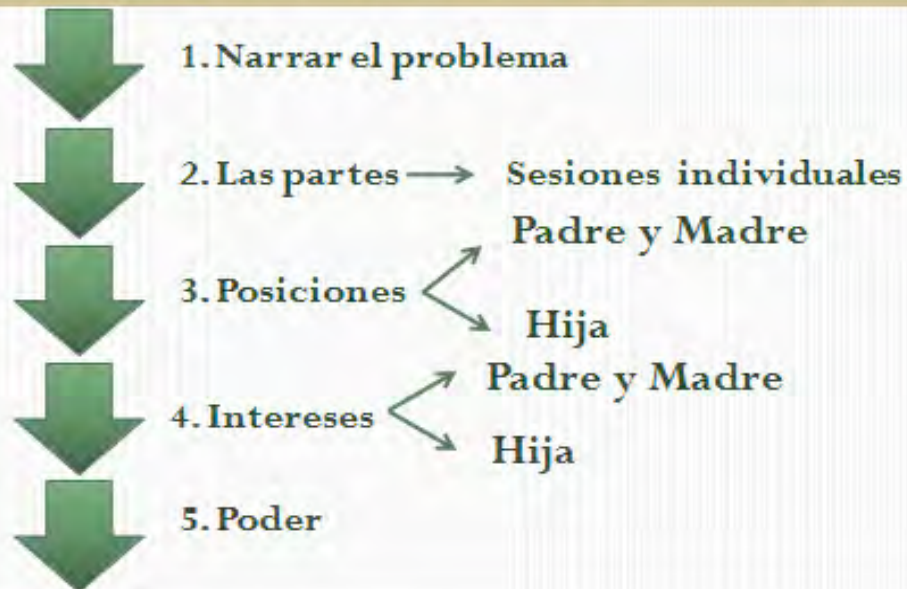 1. Narrar el problema
2. Las partes Sesiones individuales
Padre y Madre
3. Posiciones
Hija
Padre y Madre
4. Intereses
Hija
5. Poder